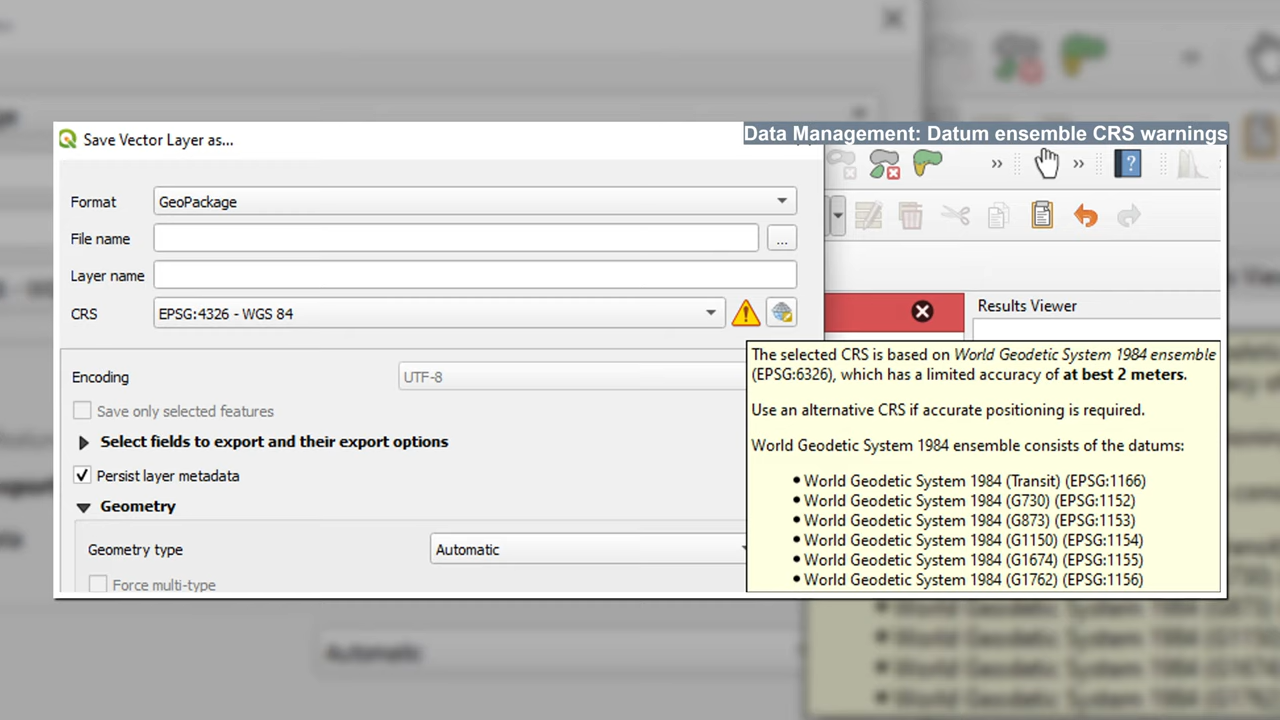 Data Management: Datum ensemble CRS warnings
Save Vector Layer as...
Format
GeoPackage
File name
...
Layer name
CRS
EPSG:4326 - WGS 84
Encoding
UTF-8
Save only selected features
Select fields to export and their export options
Persist layer metadata
Geometry
Geometry type
Automatic
Force multi-type
Results Viewer
The selected CRS is based on World Geodetic System 1984 ensemble
(EPSG:6326), which has a limited accuracy of at best 2 meters.
Use an alternative CRS if accurate positioning is required.
World Geodetic System 1984 ensemble consists of the datums:
• World Geodetic System 1984 (Transit) (EPSG:1166)
• World Geodetic System 1984 (G730) (EPSG:1152)
• World Geodetic System 1984 (G873) (EPSG:1153)
• World Geodetic System 1984 (G1150) (EPSG:1154)
• World Geodetic System 1984 (G1674) (EPSG:1155)
• World Geodetic System 1984 (G1762) (EPSG:1156)